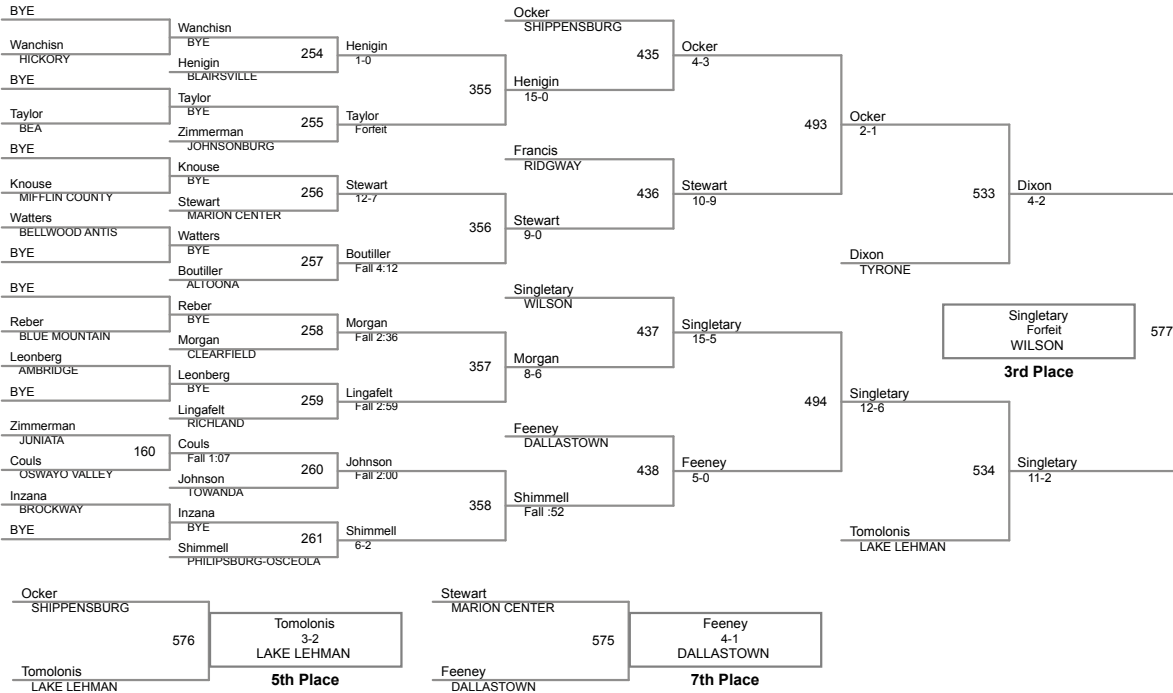 BYE
Wanchisn
HICKORY
BYE
Taylor
BEA
BYE
Knouse
MIFFLIN COUNTY
Watters
BELLWOOD ANTIS
BYE
BYE
Reber
BLUE MOUNTAIN
Leonberg
AMBRIDGE
BYE
Zimmerman
JUNIATA
160
Couls
OSWAYO VALLEY
Inzana
BROCKWAY
BYE
Wanchisn
BYE
254
Henigin
BLAIRSVILLE
Taylor
BYE
255
Zimmerman
JOHNSONBURG
Knouse
BYE
256
Stewart
MARION CENTER
Watters
BYE
257
Boutiller
ALTOONA
Reber
BYE
258
Morgan
CLEARFIELD
Leonberg
BYE
259
Lingafelt
RICHLAND
Couls
Fall 1:07
260
Johnson
TOWANDA
Inzana
BYE
261
Shimmell
PHILIPSBURG-OSCEOLA
Henigin
1-0
355
Taylor
Forfeit
Stewart
12-7
356
Boutiller
Fall 4:12
Morgan
Fall 2:36
357
Lingafelt
Fall 2:59
Johnson
Fall 2:00
358
Shimmell
6-2
Ocker
SHIPPENSBURG
435
Henigin
15-0
Francis
RIDGWAY
436
Stewart
9-0
Singletary
WILSON
437
Morgan
8-6
Feeney
DALLASTOWN
438
Shimmell
Fall :52
Ocker
4-3
493
Stewart
10-9
Singletary
15-5
494
Feeney
5-0
Ocker
2-1
533
Dixon
TYRONE
Singletary
12-6
534
Tomolonis
LAKE LEHMAN
Dixon
4-2
Singletary
Forfeit
WILSON
577
3rd Place
Singletary
11-2
Ocker
SHIPPENSBURG
576
Tomolonis
LAKE LEHMAN
Tomolonis
3-2
LAKE LEHMAN
5th Place
Stewart
MARION CENTER
575
Feeney
DALLASTOWN
Feeney
4-1
DALLASTOWN
7th Place